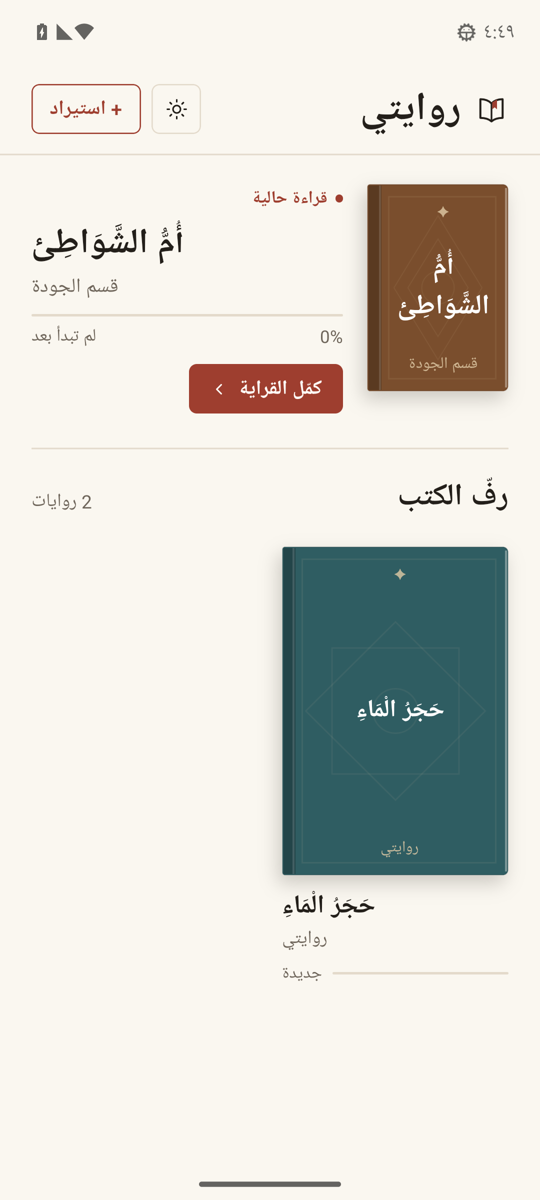 ٤:٤٩
روايتي
+ استيراد
قراءة حالية
أُمُّ الشَّوَاطِئ
قسم الجودة
0%
لم تبدأ بعد
كمّل القراية
أُمُّ
الشَّوَاطِئ
قسم الجودة
رفّ الكتب
2 روايات
حَجَرُ الْمَاءِ
روايتي
حَجَرُ الْمَاءِ
روايتي
جديدة